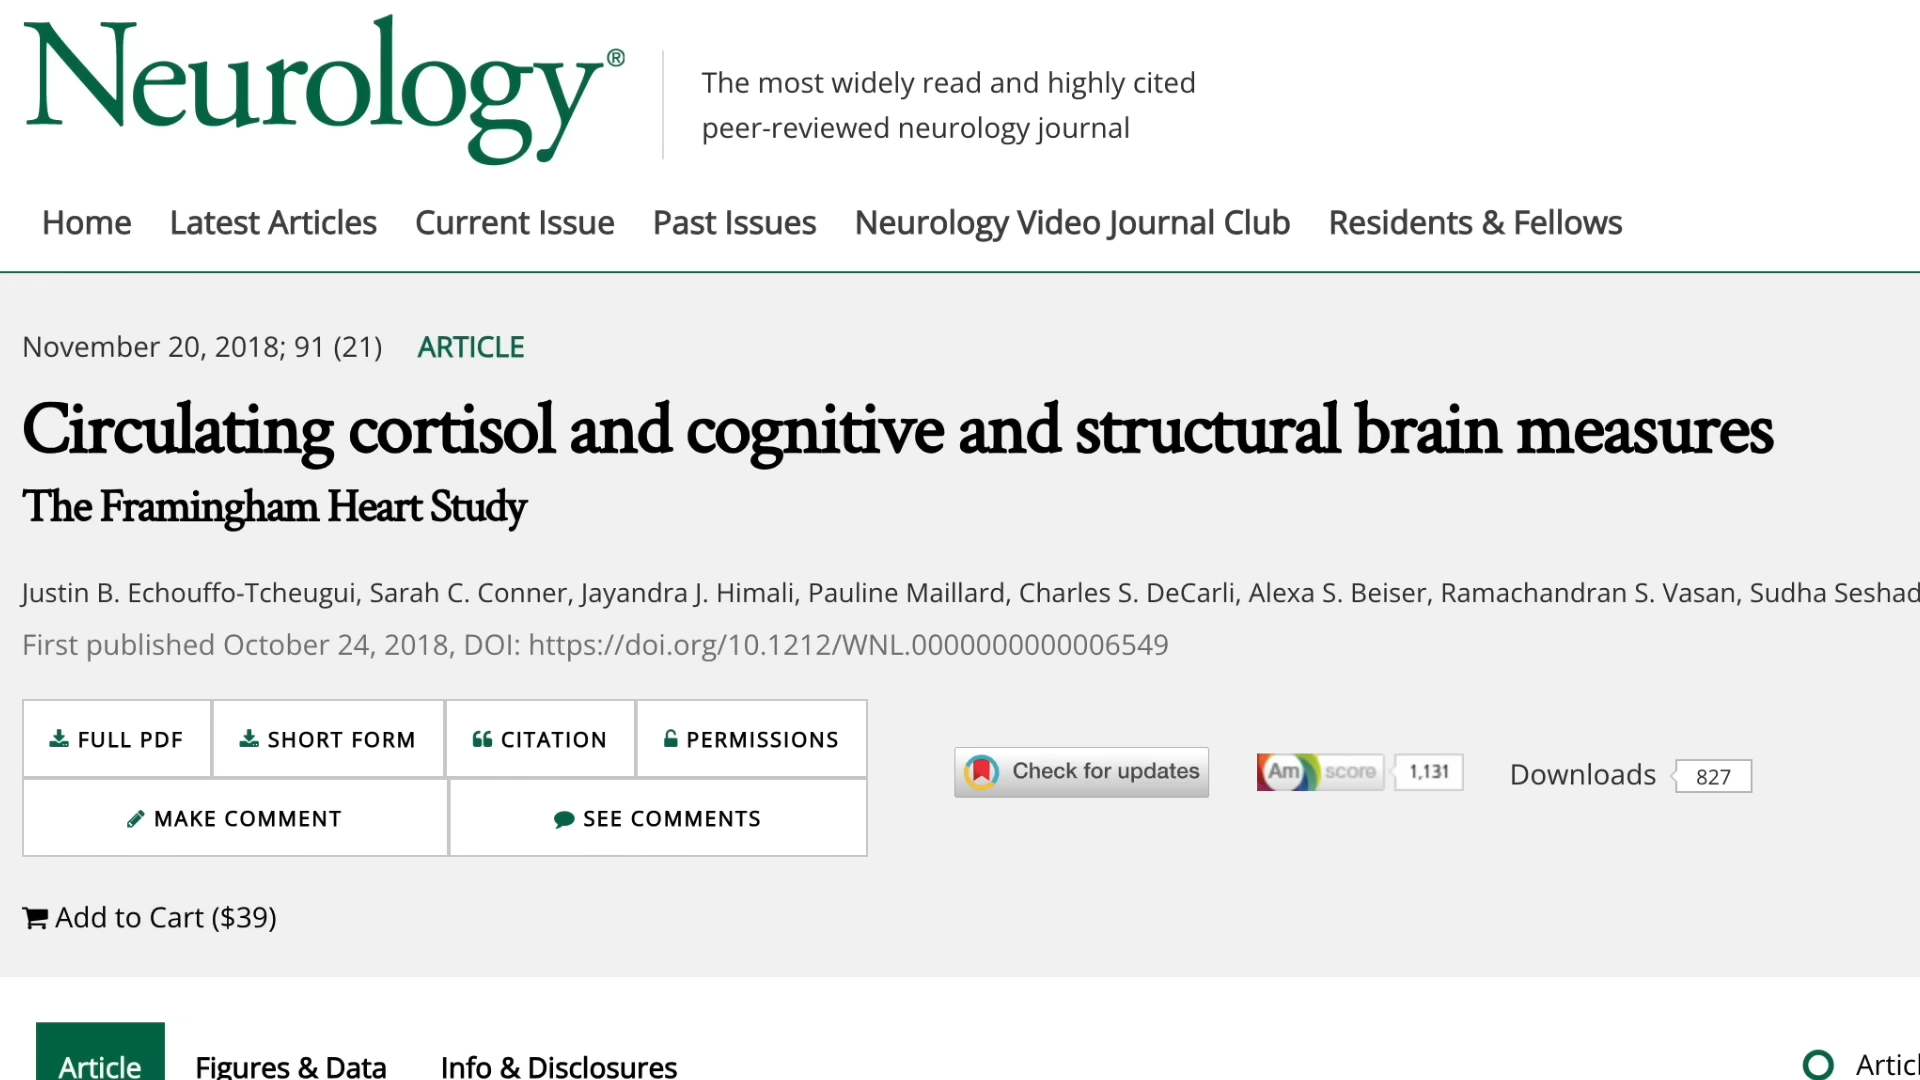 Neurology®
The most widely read and highly cited
peer-reviewed neurology journal
Home Latest Articles Current Issue Past Issues Neurology Video Journal Club Residents & Fellows
November 20, 2018; 91 (21) ARTICLE
Circulating cortisol and cognitive and structural brain measures
The Framingham Heart Study
Justin B. Echouffo-Tcheugui, Sarah C. Conner, Jayandra J. Himali, Pauline Maillard, Charles S. DeCarli, Alexa S. Beiser, Ramachandran S. Vasan, Sudha Seshad
First published October 24, 2018, DOI: https://doi.org/10.1212/WNL.0000000000006549
FULL PDF SHORT FORM CITATION PERMISSIONS
MAKE COMMENT SEE COMMENTS
Check for updates Am score 1,131 Downloads 827
Add to Cart ($39)
Article Figures & Data Info & Disclosures Articl